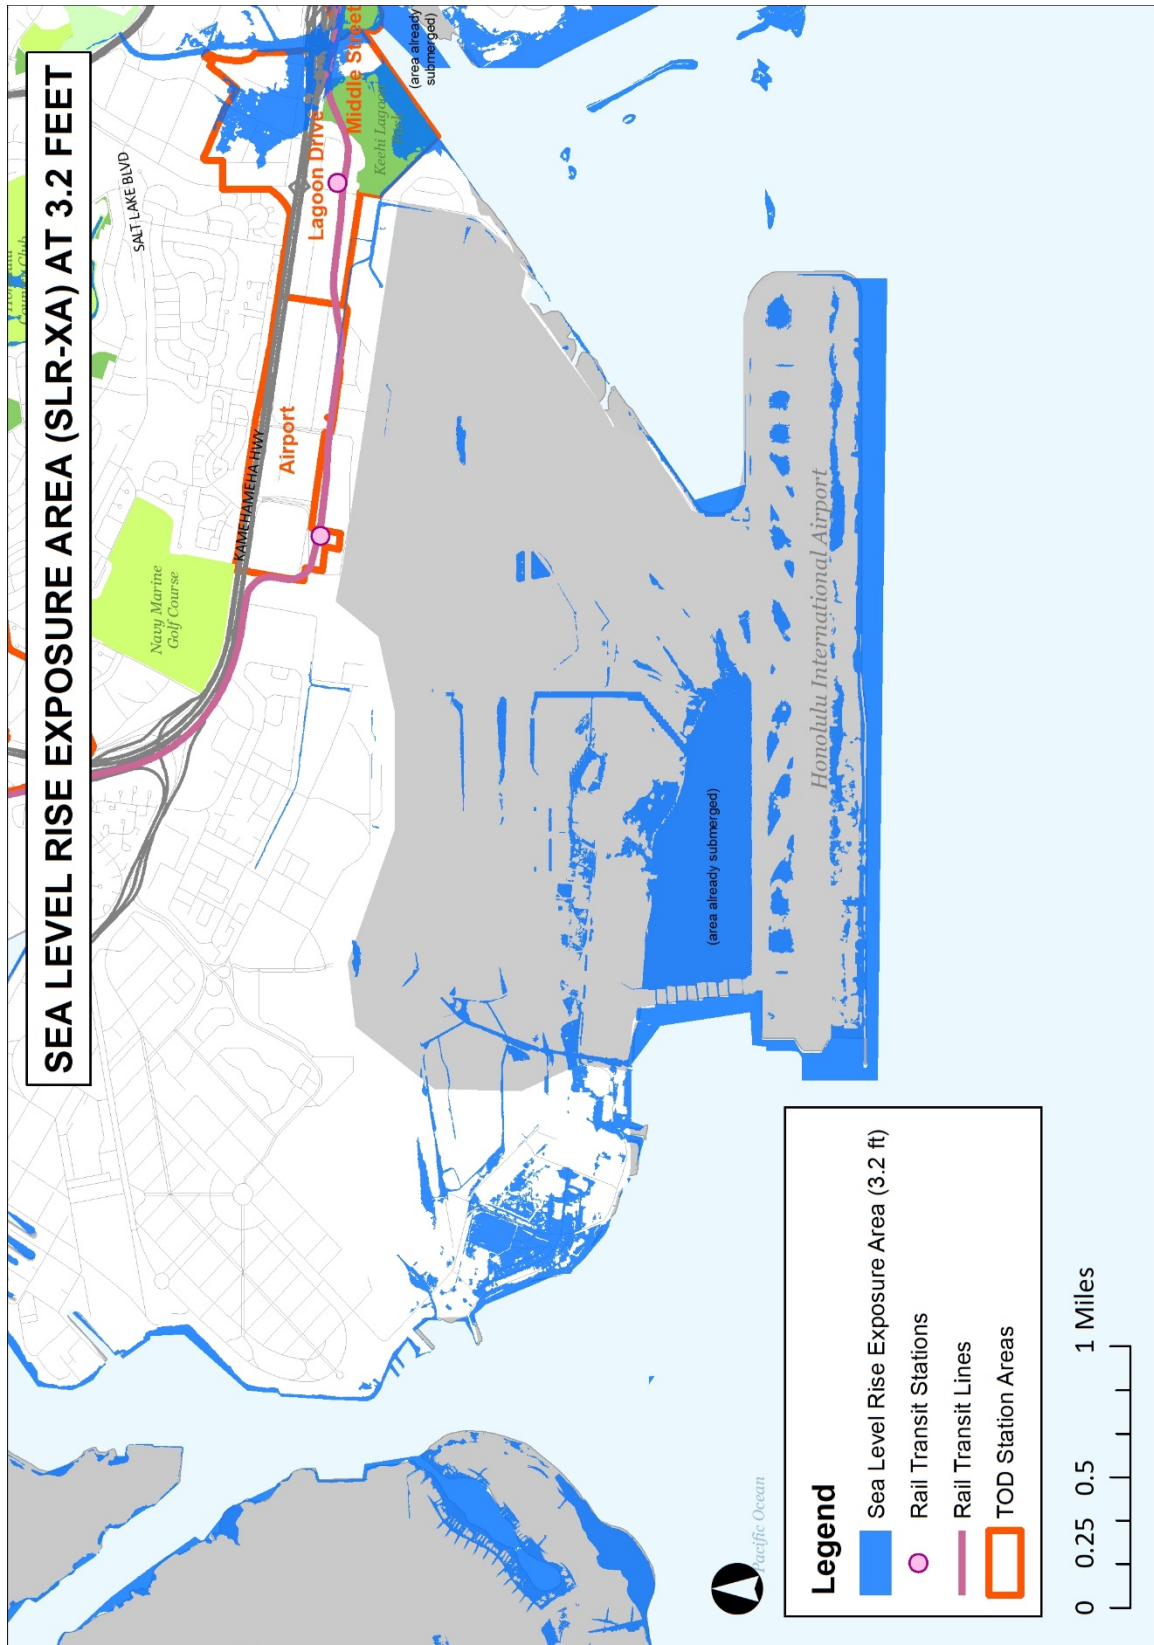 SEA LEVEL RISE EXPOSURE AREA (SLR-XA) AT 3.2 FEET
SALT LAKE BLVD
Navy Marine
Golf Course
KAMEHAMEHA HWY
Airport
Lagoon Drive
Middle Street
Keehi Lagoon
(area already
submerged)
(area already submerged)
Honolulu International Airport
Pacific Ocean
Legend
Sea Level Rise Exposure Area (3.2 ft)
Rail Transit Stations
Rail Transit Lines
TOD Station Areas
0 0.25 0.5 1 Miles